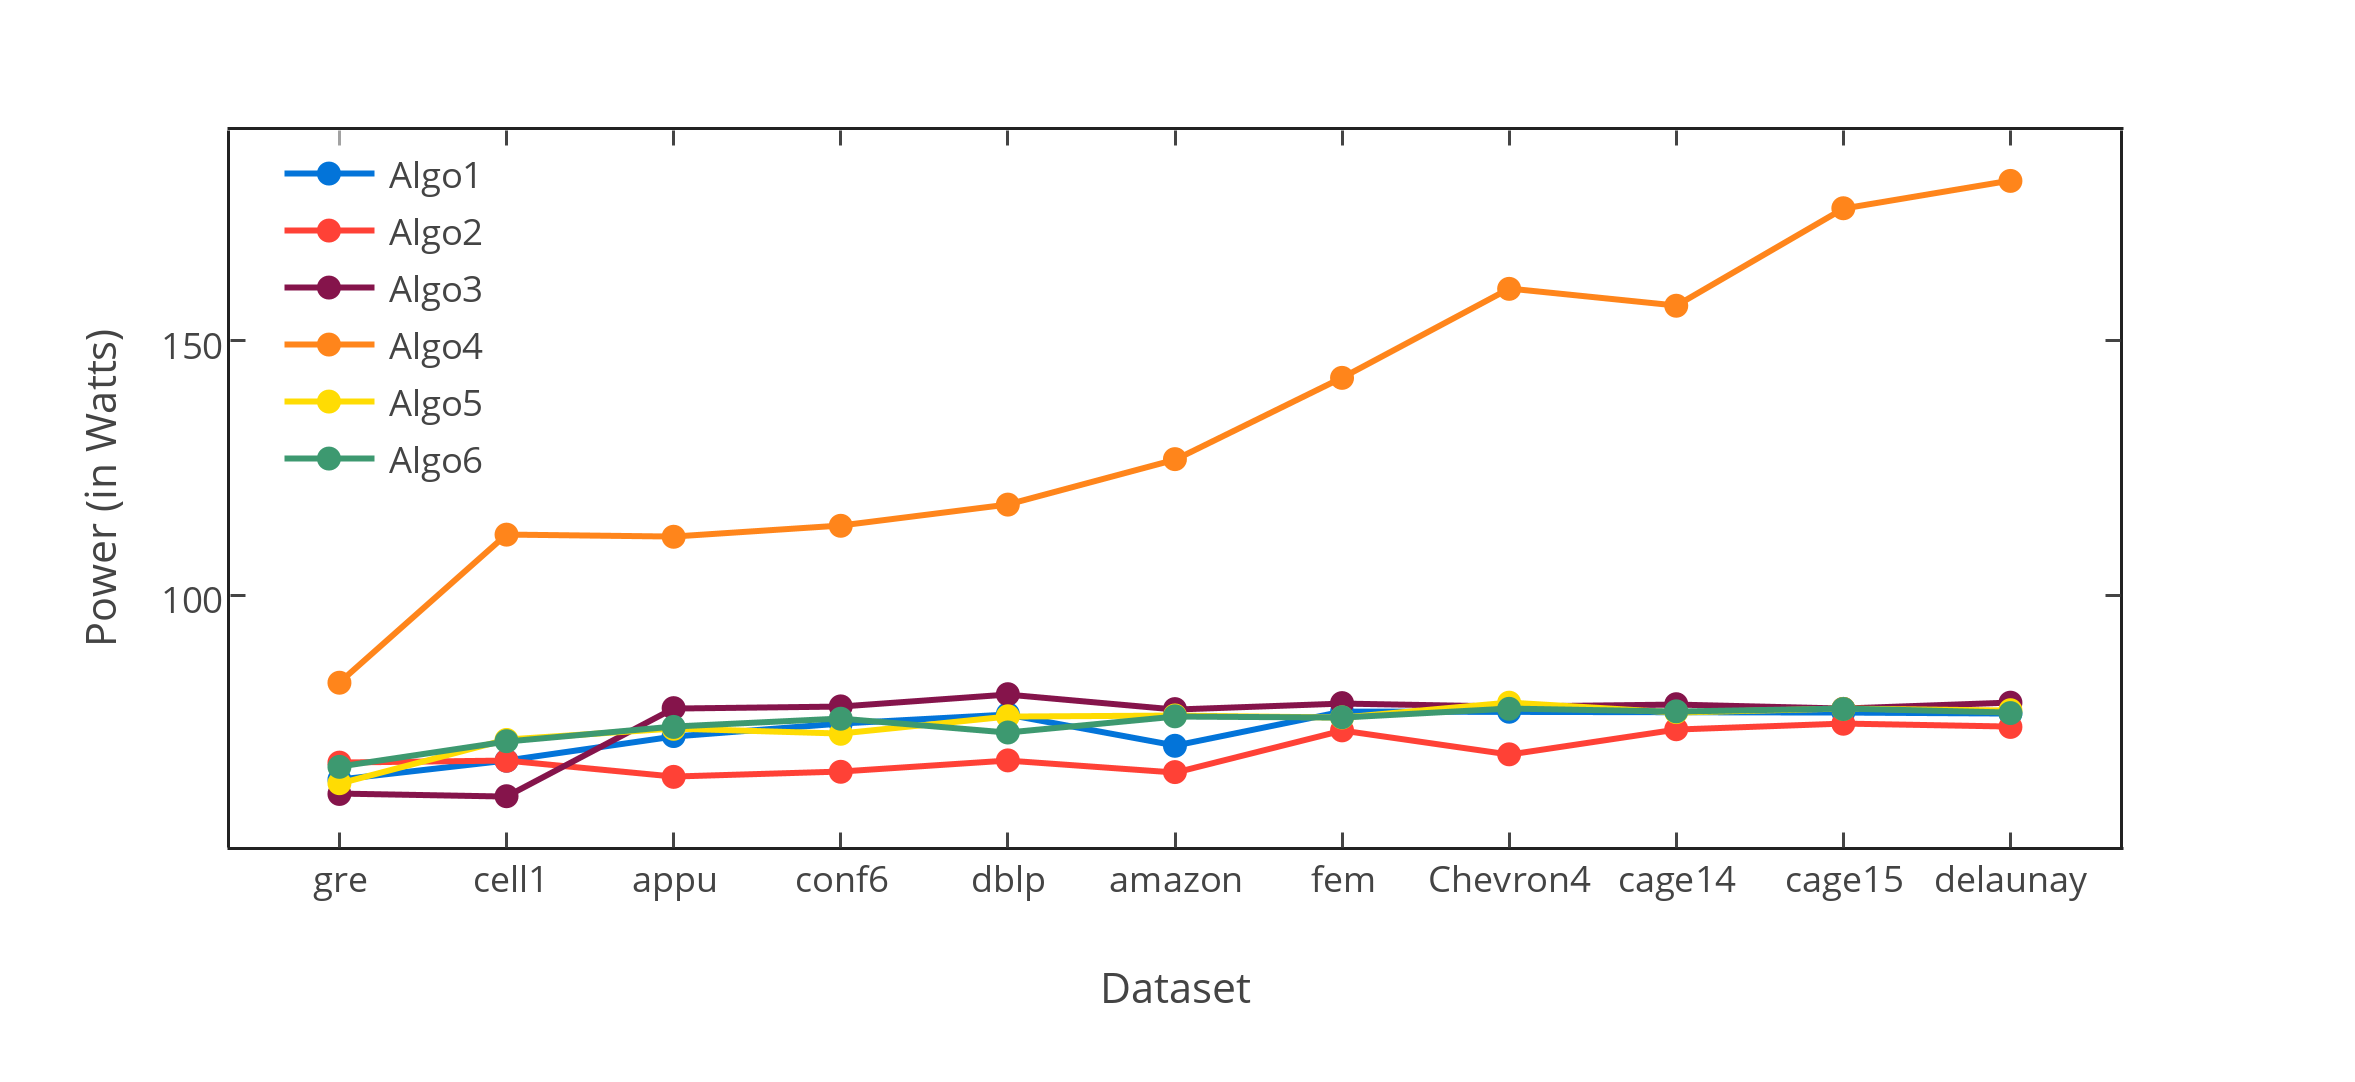 Algo1
Algo2
Algo3
Algo4
Algo5
Algo6
Power (in Watts)
150
100
gre cell1 appu conf6 dblp amazon fem Chevron4 cage14 cage15 delaunay
Dataset